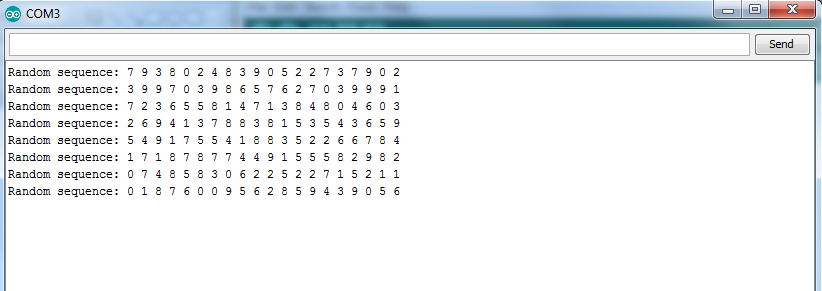 COM3
Send
Random sequence: 7 9 3 8 0 2 4 8 3 9 0 5 2 2 7 3 7 9 0 2
Random sequence: 3 9 9 7 0 3 9 8 6 5 7 6 2 7 0 3 9 9 9 1
Random sequence: 7 2 3 6 5 5 8 1 4 7 1 3 8 4 8 0 4 6 0 3
Random sequence: 2 6 9 4 1 3 7 8 8 3 8 1 5 3 5 4 3 6 5 9
Random sequence: 5 4 9 1 7 5 5 4 1 8 8 3 5 2 2 6 6 7 8 4
Random sequence: 1 7 1 8 7 8 7 7 4 4 9 1 5 5 5 8 2 9 8 2
Random sequence: 0 7 4 8 5 8 3 0 6 2 2 5 2 2 7 1 5 2 1 1
Random sequence: 0 1 8 7 6 0 0 9 5 6 2 8 5 9 4 3 9 0 5 6